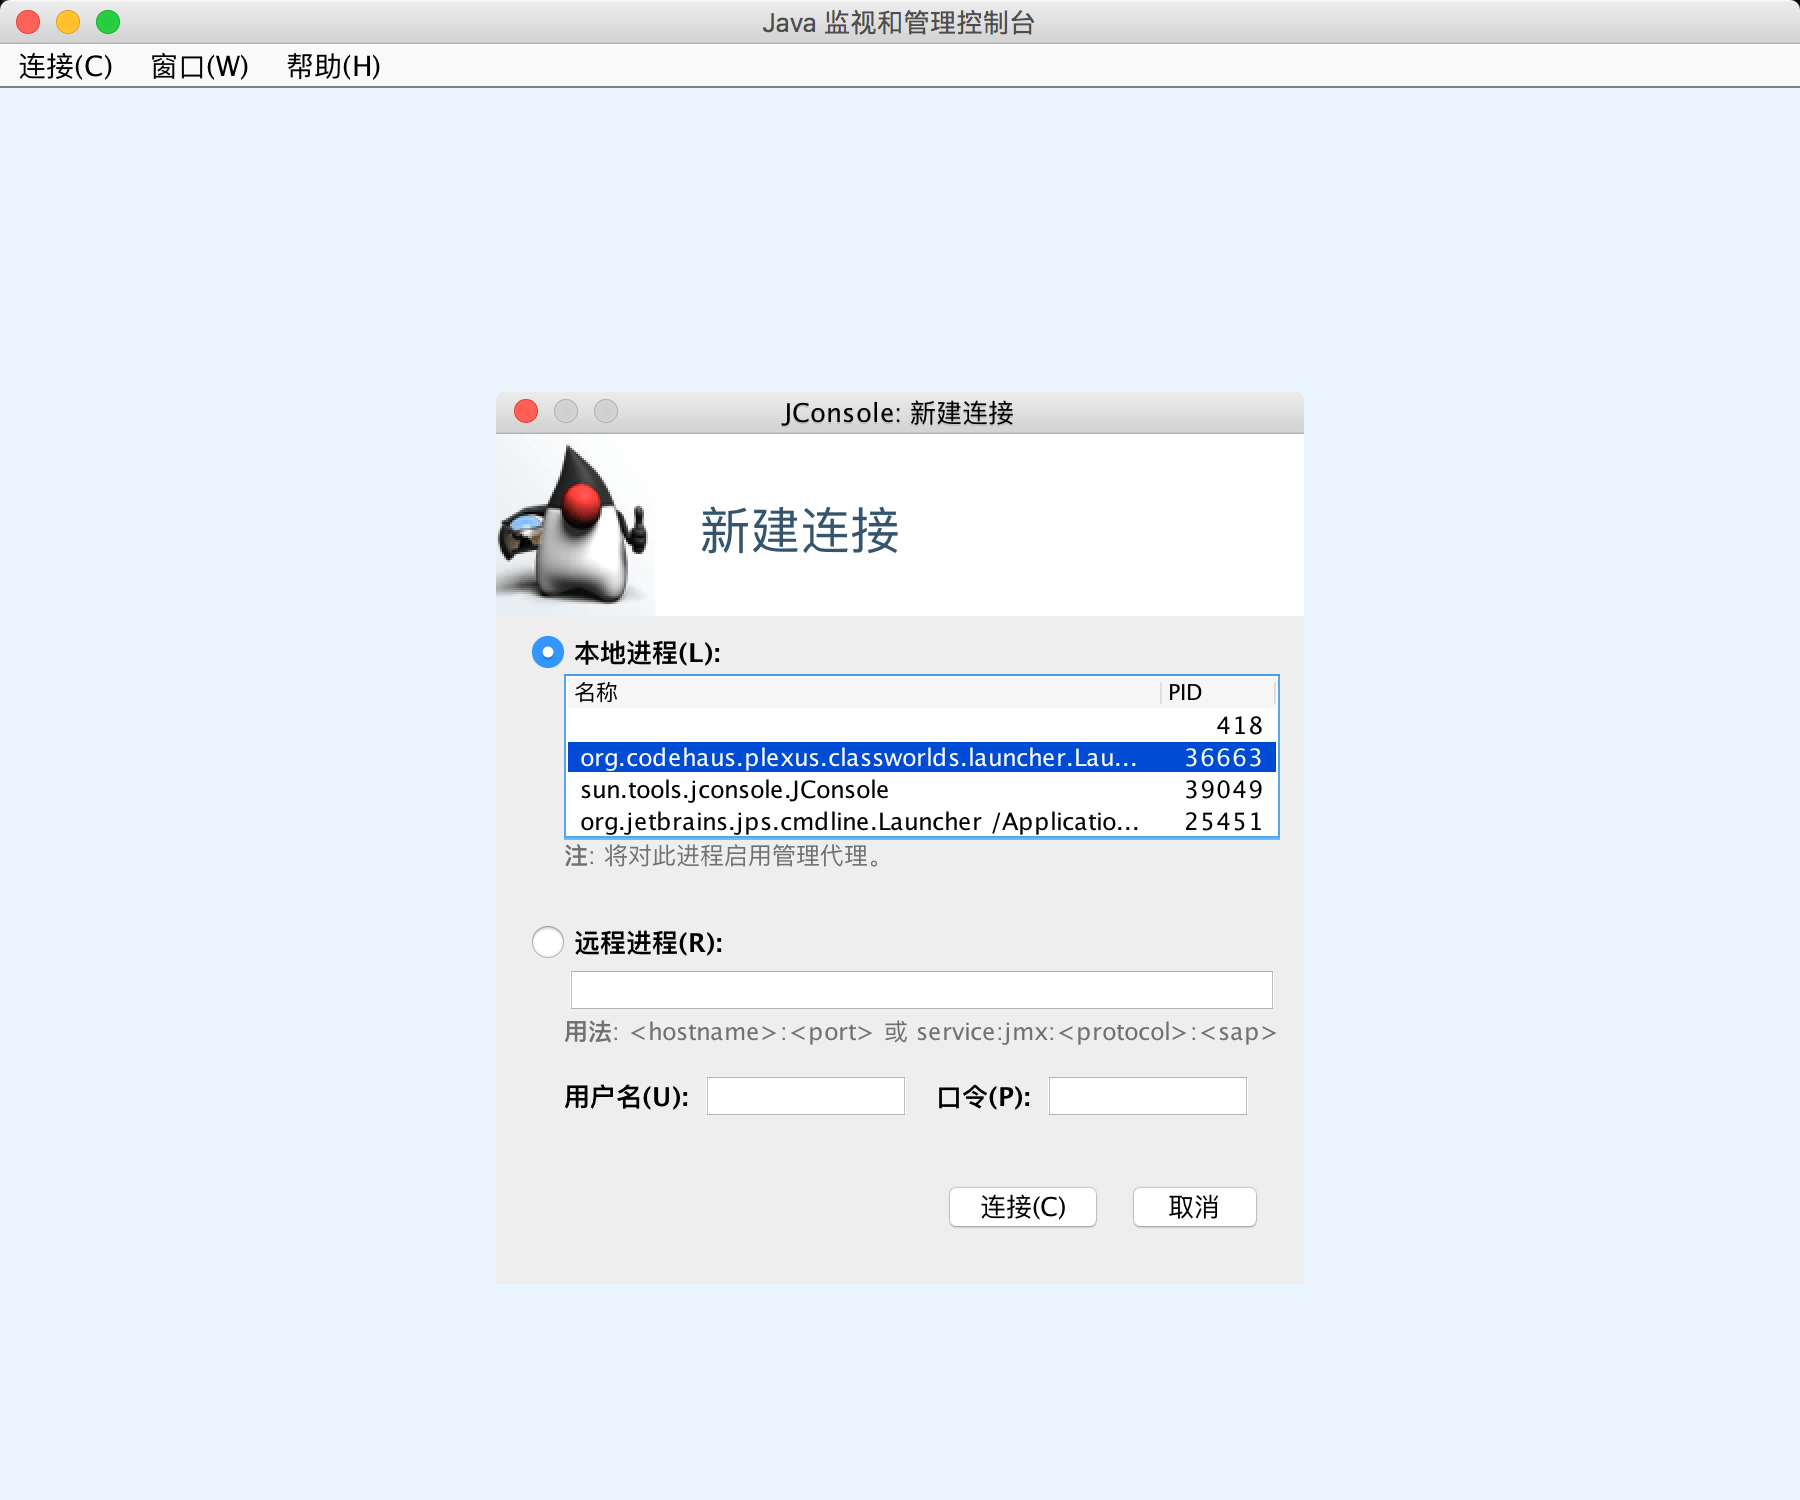 Java 监视和管理控制台
连接(C) 窗口(W) 帮助(H)
JConsole: 新建连接
新建连接
本地进程(L):
名称 PID
418
org.codehaus.plexus.classworlds.launcher.Lau... 36663
sun.tools.jconsole.JConsole 39049
org.jetbrains.jps.cmdline.Launcher /Applicatio... 25451
注: 将对此进程启用管理代理。
远程进程(R):
用法: <hostname>:<port> 或 service:jmx:<protocol>:<sap>
用户名(U): 口令(P):
连接(C) 取消